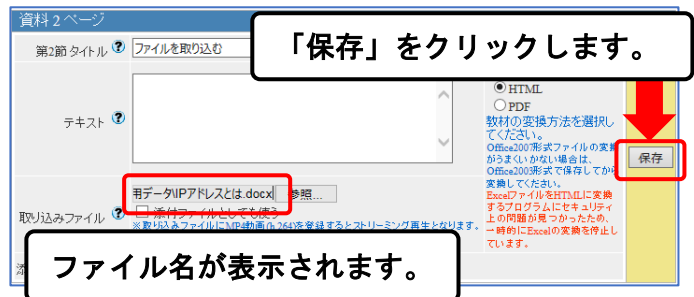 資料 2 ページ
「保存」をクリックします。
第2節 タイトル ? ファイルを取り込む
HTML
PDF
テキスト ?
教材の変換方法を選択し
てください。
Office2007形式ファイルの変換
がうまくいかない場合は、
Office2003形式で保存してから
変換してください。
ExcelファイルをHTMLに変換
するプログラムにセキュリティ
上の問題が見つかったため、
一時的にExcelの変換を停止し
ています。
保存
用データ\IPアドレスとは.docx 参照...
取り込みファイル ? 添付ファイルとしても使う
※取り込みファイルにMP4動画(h.264)を登録するとストリーミング再生となります。
ファイル名が表示されます。